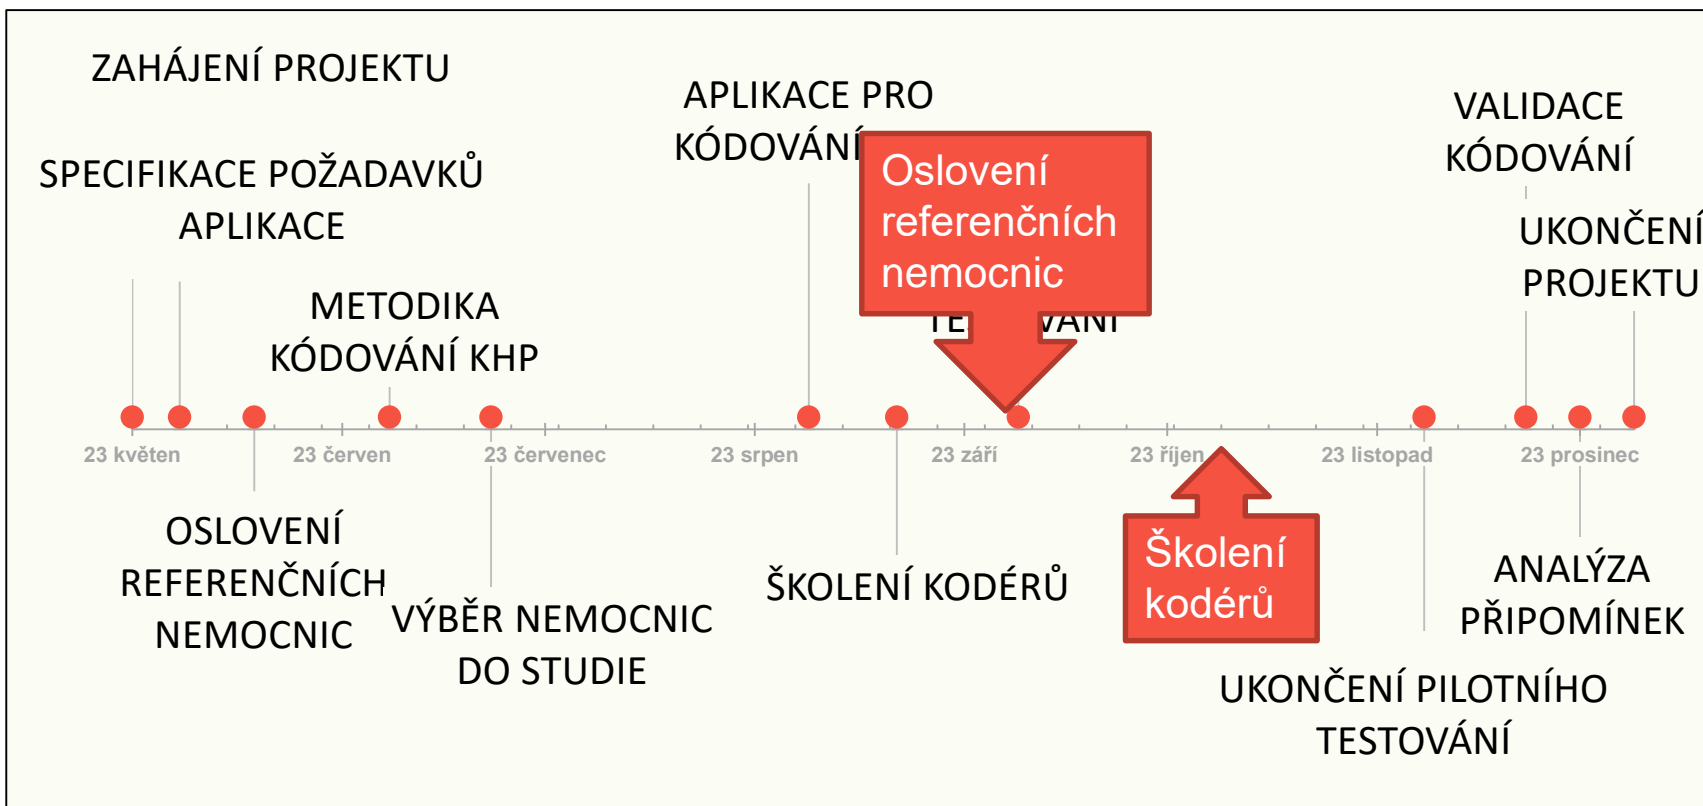 ZAHÁJENÍ PROJEKTU
SPECIFIKACE POŽADAVKŮ
APLIKACE
METODIKA
KÓDOVÁNÍ KHP
APLIKACE PRO
KÓDOVÁNÍ
Oslovení
referenčních
nemocnic
VALIDACE
KÓDOVÁNÍ
UKONČENÍ
PROJEKTU
23 květen
23 červen
23 červenec
23 srpen
23 září
23 říjen
23 listopad
23 prosinec
OSLOVENÍ
REFERENČNÍCH
NEMOCNIC
VÝBĚR NEMOCNIC
DO STUDIE
ŠKOLENÍ KODÉRŮ
Školení
kodérů
ANALÝZA
PŘIPOMÍNEK
UKONČENÍ PILOTNÍHO
TESTOVÁNÍ